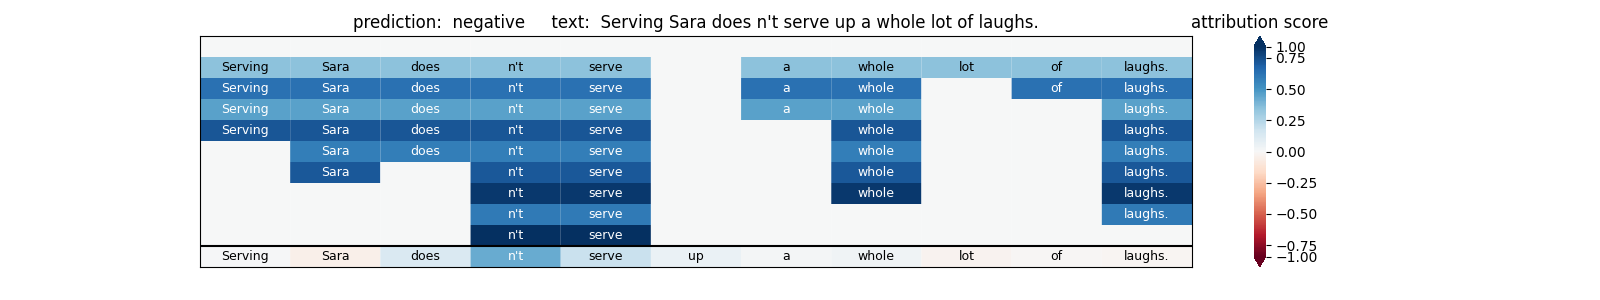 prediction:  negative     text:  Serving Sara does n't serve up a whole lot of laughs.     attribution score
Serving Sara does n't serve a whole lot of laughs.
Serving Sara does n't serve a whole of laughs.
Serving Sara does n't serve a whole laughs.
Serving Sara does n't serve whole laughs.
Sara does n't serve whole laughs.
Sara n't serve whole laughs.
n't serve whole laughs.
n't serve laughs.
n't serve
Serving Sara does n't serve up a whole lot of laughs.
1.00
0.75
0.50
0.25
0.00
−0.25
−0.50
−0.75
−1.00